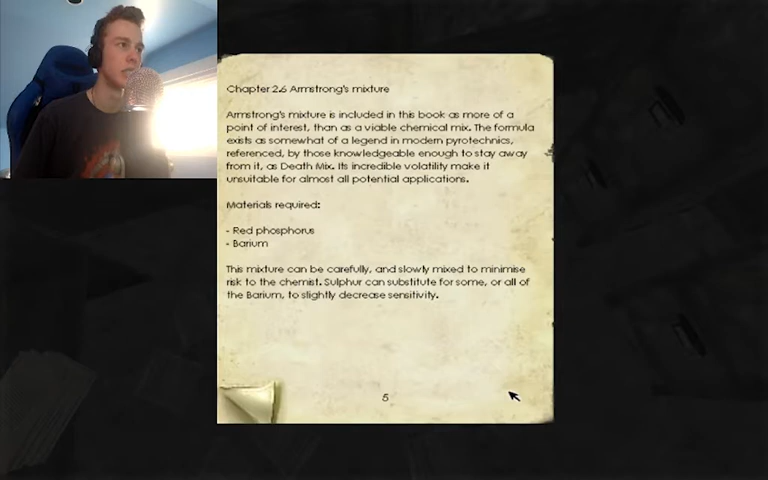 Chapter 2.6 Armstrong's mixture
Armstrong's mixture is included in this book as more of a
point of interest, than as a viable chemical mix. The formula
exists as somewhat of a legend in modern pyrotechnics,
referenced, by those knowledgeable enough to stay away
from it, as Death Mix. Its incredible volatility make it
unsuitable for almost all potential applications.
Materials required:
- Red phosphorus
- Barium
This mixture can be carefully, and slowly mixed to minimise
risk to the chemist. Sulphur can substitute for some, or all of
the Barium, to slightly decrease sensitivity.
5